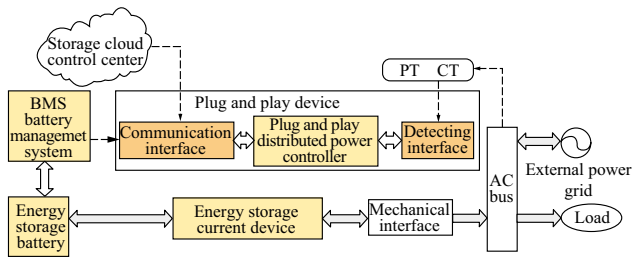 Storage cloud
control center
PT CT
BMS
battery
managemet
system
Plug and play device
Communication
interface
Plug and play
distributed power
controller
Detecting
interface
AC
bus
External power
grid
Energy
storage
battery
Energy storage
current device
Mechanical
interface
Load